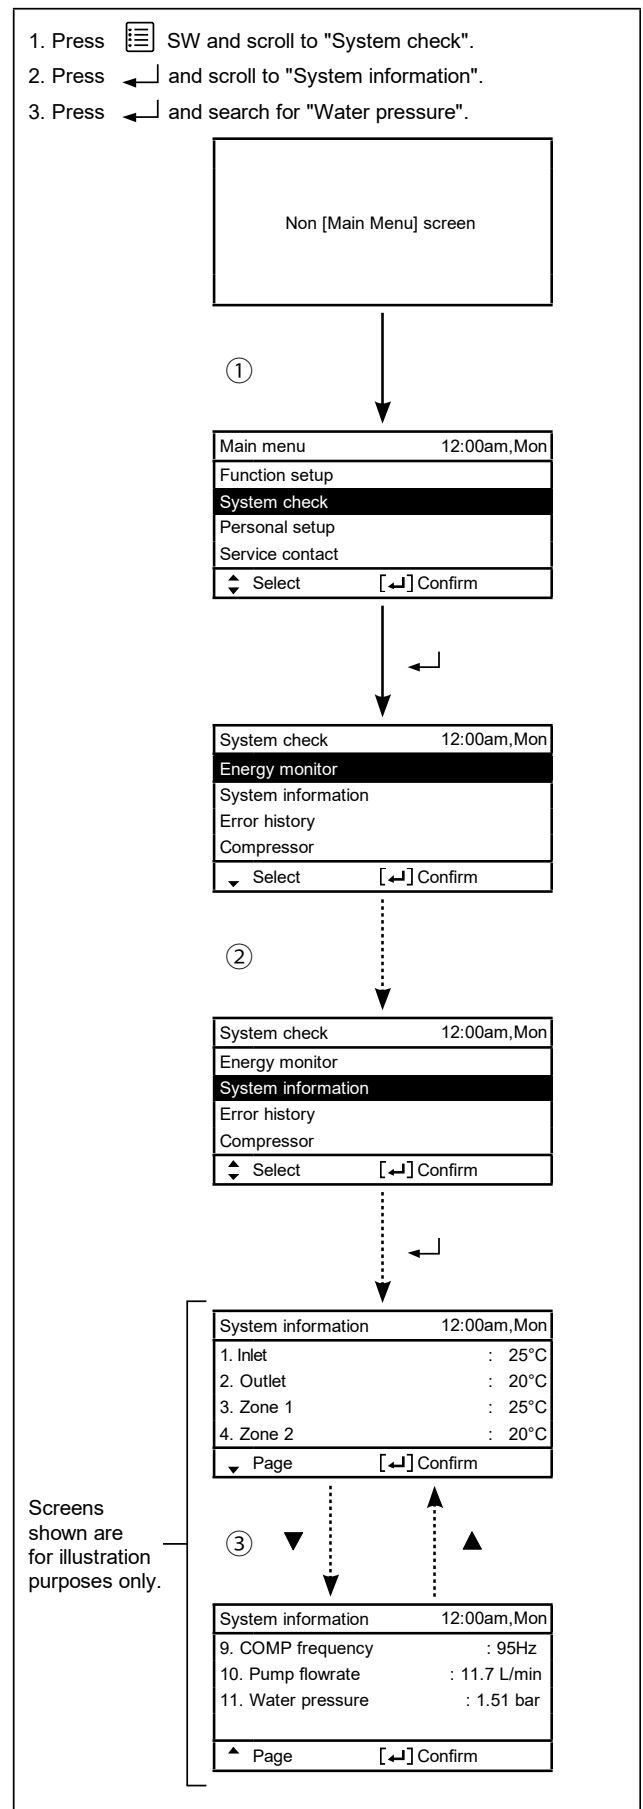 1. Press SW and scroll to "System check".
2. Press and scroll to "System information".
3. Press and search for "Water pressure".
Non [Main Menu] screen
①
Main menu 12:00am,Mon
Function setup
System check
Personal setup
Service contact
Select [↵] Confirm
System check 12:00am,Mon
Energy monitor
System information
Error history
Compressor
Select [↵] Confirm
②
System check 12:00am,Mon
Energy monitor
System information
Error history
Compressor
Select [↵] Confirm
System information 12:00am,Mon
1. Inlet : 25°C
2. Outlet : 20°C
3. Zone 1 : 25°C
4. Zone 2 : 20°C
Page [↵] Confirm
Screens
shown are
for illustration
purposes only.
③ ▼ ▲
System information 12:00am,Mon
9. COMP frequency : 95Hz
10. Pump flowrate : 11.7 L/min
11. Water pressure : 1.51 bar
Page [↵] Confirm